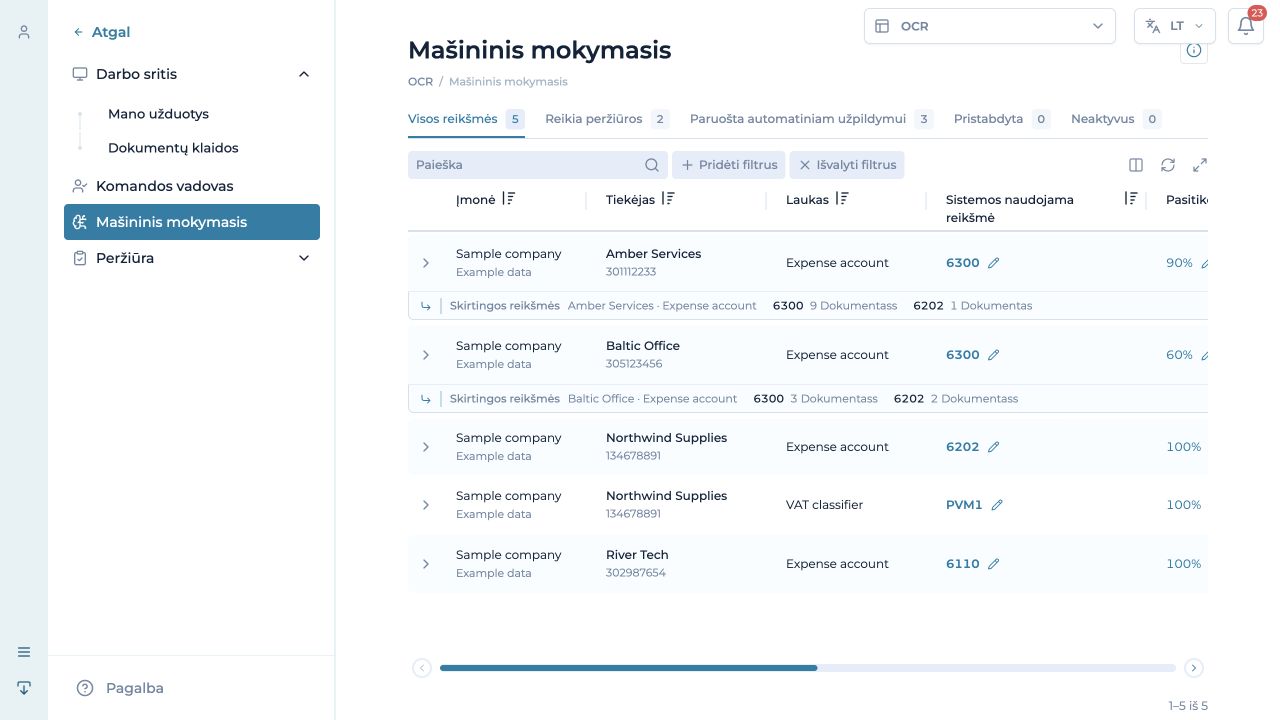 OCR
LT
23
Atgal
Darbo sritis
Mano užduotys
Dokumentų klaidos
Komandos vadovas
Mašininis mokymasis
Peržiūra
Pagalba
Mašininis mokymasis
OCR / Mašininis mokymasis
Visos reikšmės 5 Reikia peržiūros 2 Paruošta automatiniam užpildymui 3 Pristabdyta 0 Neaktyvus 0
Paieška Pridėti filtrus Išvalyti filtrus
Įmonė Tiekėjas Laukas Sistemos naudojama reikšmė
Sample company Amber Services Expense account 6300 90%
Example data 301112233
Skirtingos reikšmės Amber Services · Expense account 6300 9 Dokumentass 6202 1 Dokumentas
Sample company Baltic Office Expense account 6300 60%
Example data 305123456
Skirtingos reikšmės Baltic Office · Expense account 6300 3 Dokumentass 6202 2 Dokumentass
Sample company Northwind Supplies Expense account 6202 100%
Example data 134678891
Sample company Northwind Supplies VAT classifier PVM1 100%
Example data 134678891
Sample company River Tech Expense account 6110 100%
Example data 302987654
1–5 iš 5